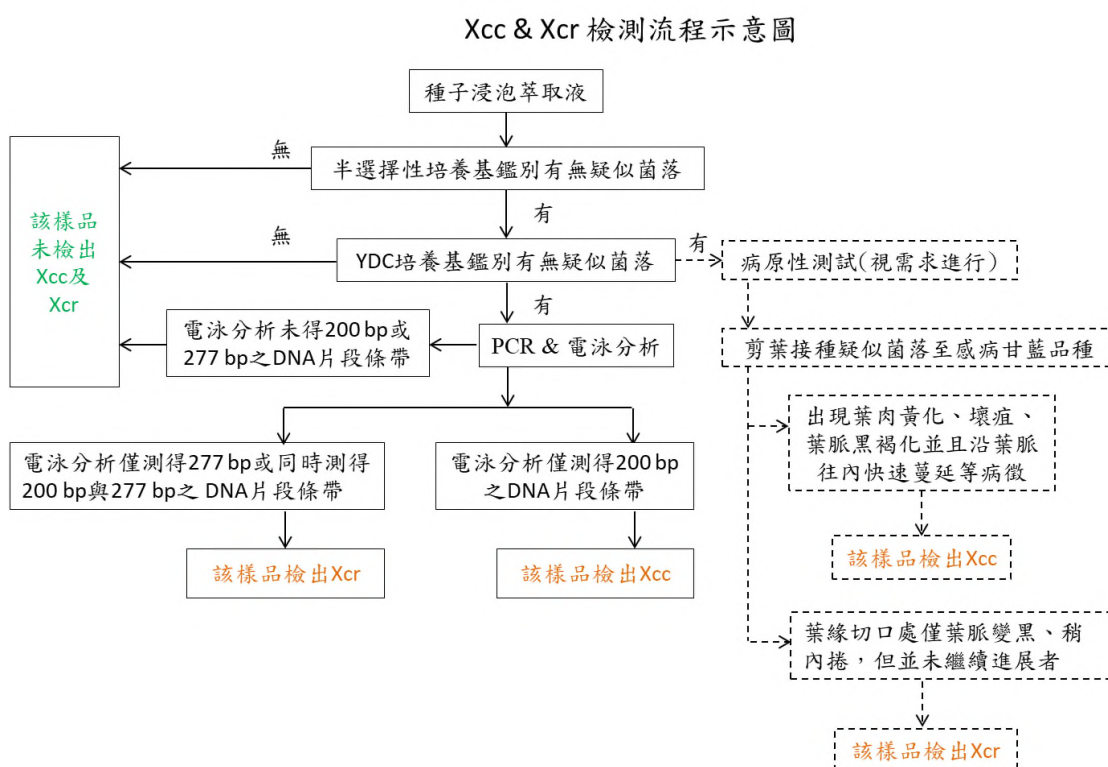 Xcc & Xcr 檢測流程示意圖
種子浸泡萃取液
無
半選擇性培養基鑑別有無疑似菌落
該樣品
未檢出
Xcc及
Xcr
有
無
YDC培養基鑑別有無疑似菌落
有
病原性測試(視需求進行)
有
電泳分析未得200 bp或
277 bp之DNA片段條帶
PCR & 電泳分析
剪葉接種疑似菌落至感病甘藍品種
出現葉肉黃化、壞疽、
葉脈黑褐化並且沿葉脈
往內快速蔓延等病徵
電泳分析僅測得277 bp或同時測得
200 bp與277 bp之 DNA片段條帶
電泳分析僅測得200 bp
之DNA片段條帶
該樣品檢出Xcr
該樣品檢出Xcc
該樣品檢出Xcc
葉緣切口處僅葉脈變黑、稍
內捲，但並未繼續進展者
該樣品檢出Xcr